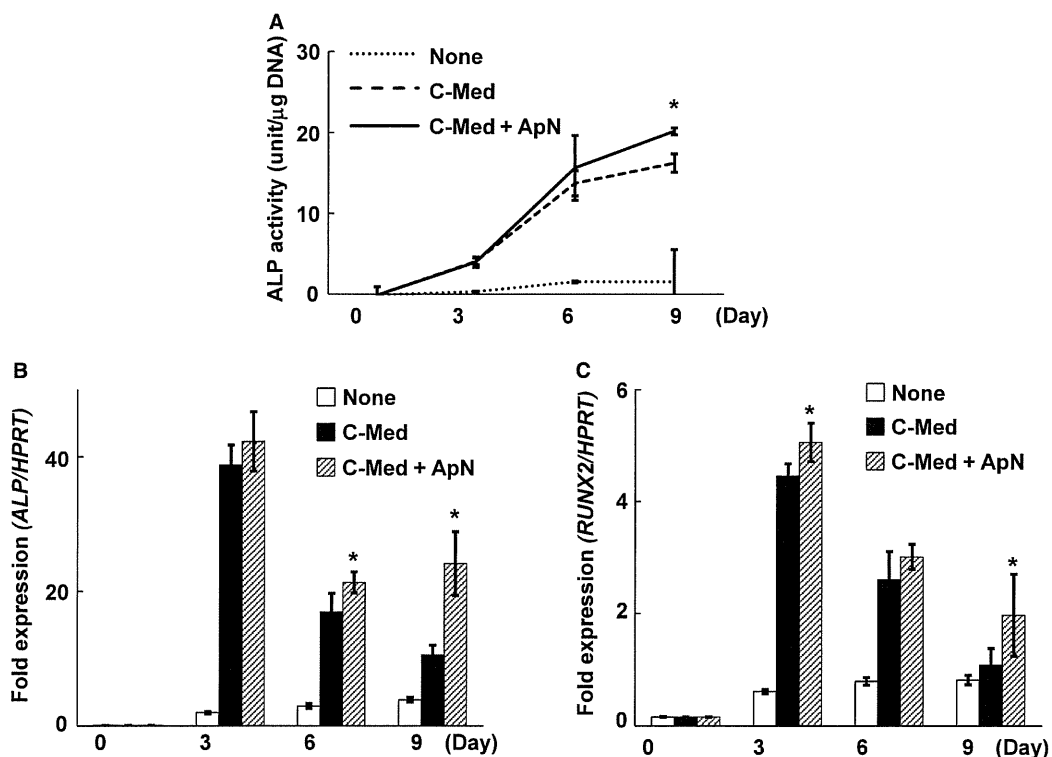 A
ALP activity (unit/μg DNA)
30
20
10
0
None
C-Med
C-Med + ApN
*
0 3 6 9 (Day)
B
Fold expression (ALP/HPRT)
40
20
0
None
C-Med
C-Med + ApN
* *
0 3 6 9 (Day)
C
Fold expression (RUNX2/HPRT)
6
4
2
0
None
C-Med
C-Med + ApN
* *
0 3 6 9 (Day)